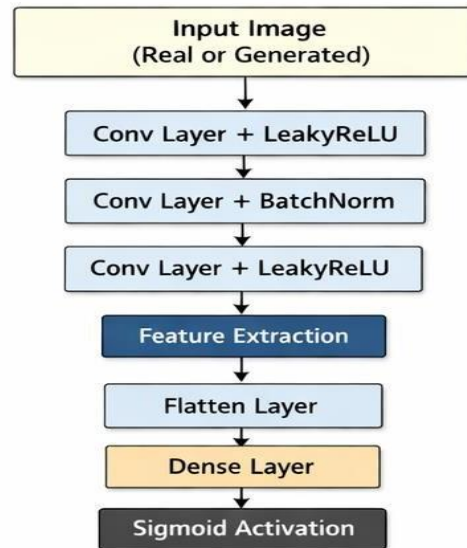 Input Image
(Real or Generated)
Conv Layer + LeakyReLU
Conv Layer + BatchNorm
Conv Layer + LeakyReLU
Feature Extraction
Flatten Layer
Dense Layer
Sigmoid Activation